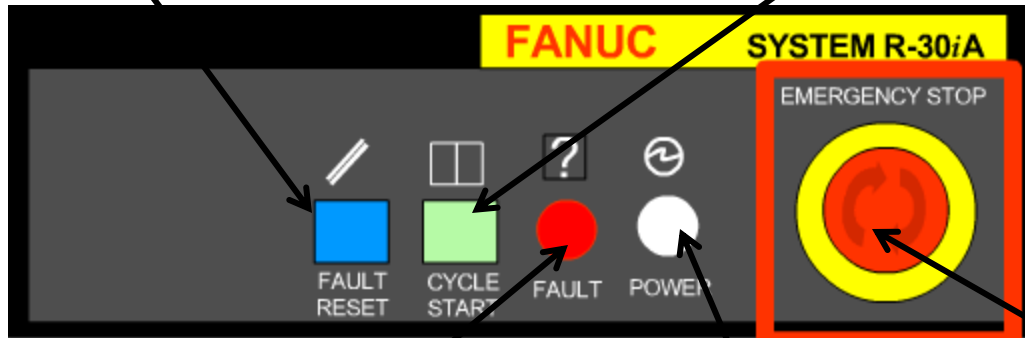 FANUC
SYSTEM R-30iA
EMERGENCY STOP
?
FAULT
RESET
CYCLE
START
FAULT
POWER